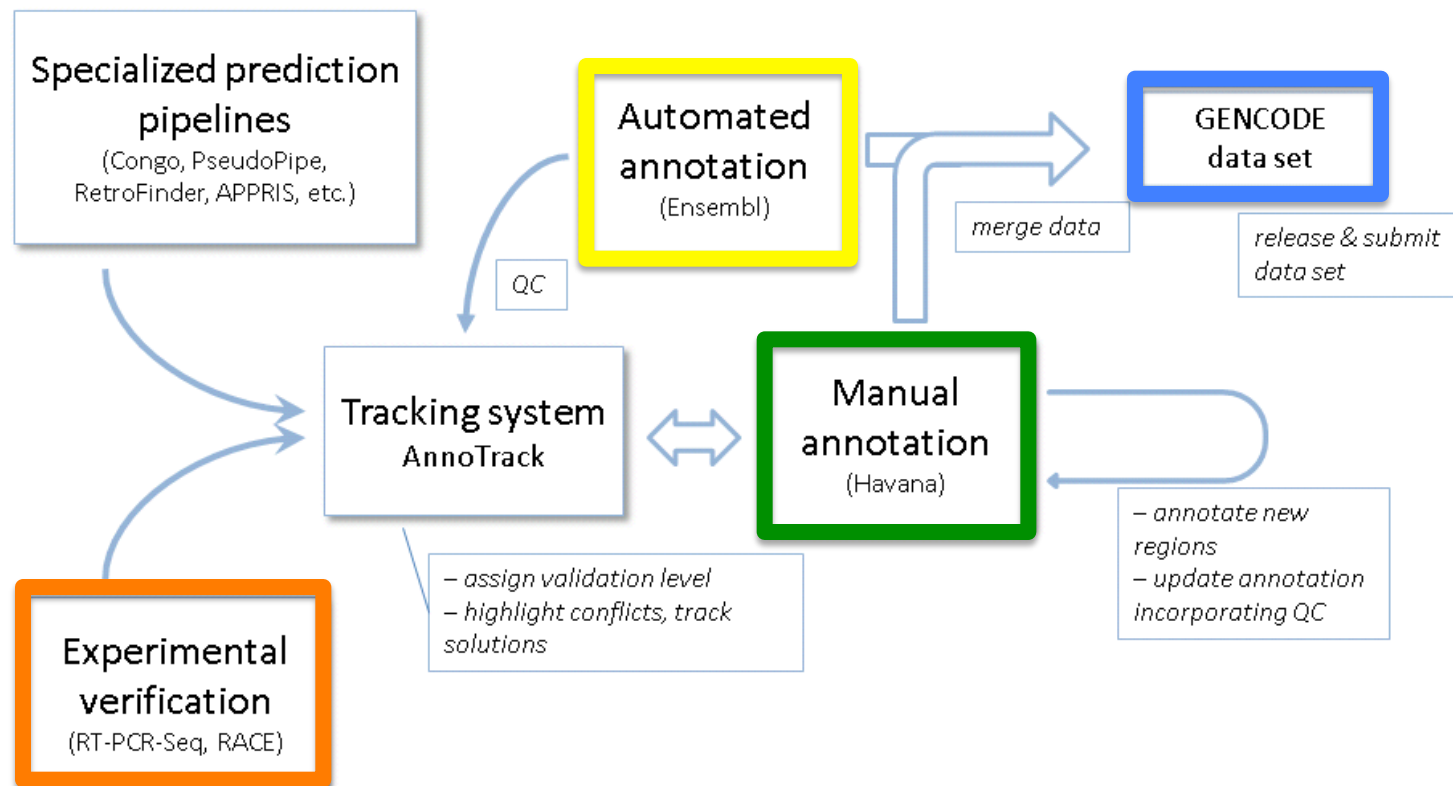 Specialized prediction
pipelines
(Congo, PseudoPipe,
RetroFinder, APPRIS, etc.)
Automated
annotation
(Ensembl)
GENCODE
data set
merge data
release & submit
data set
QC
Tracking system
AnnoTrack
Manual
annotation
(Havana)
– assign validation level
– highlight conflicts, track
solutions
– annotate new
regions
– update annotation
incorporating QC
Experimental
verification
(RT-PCR-Seq, RACE)